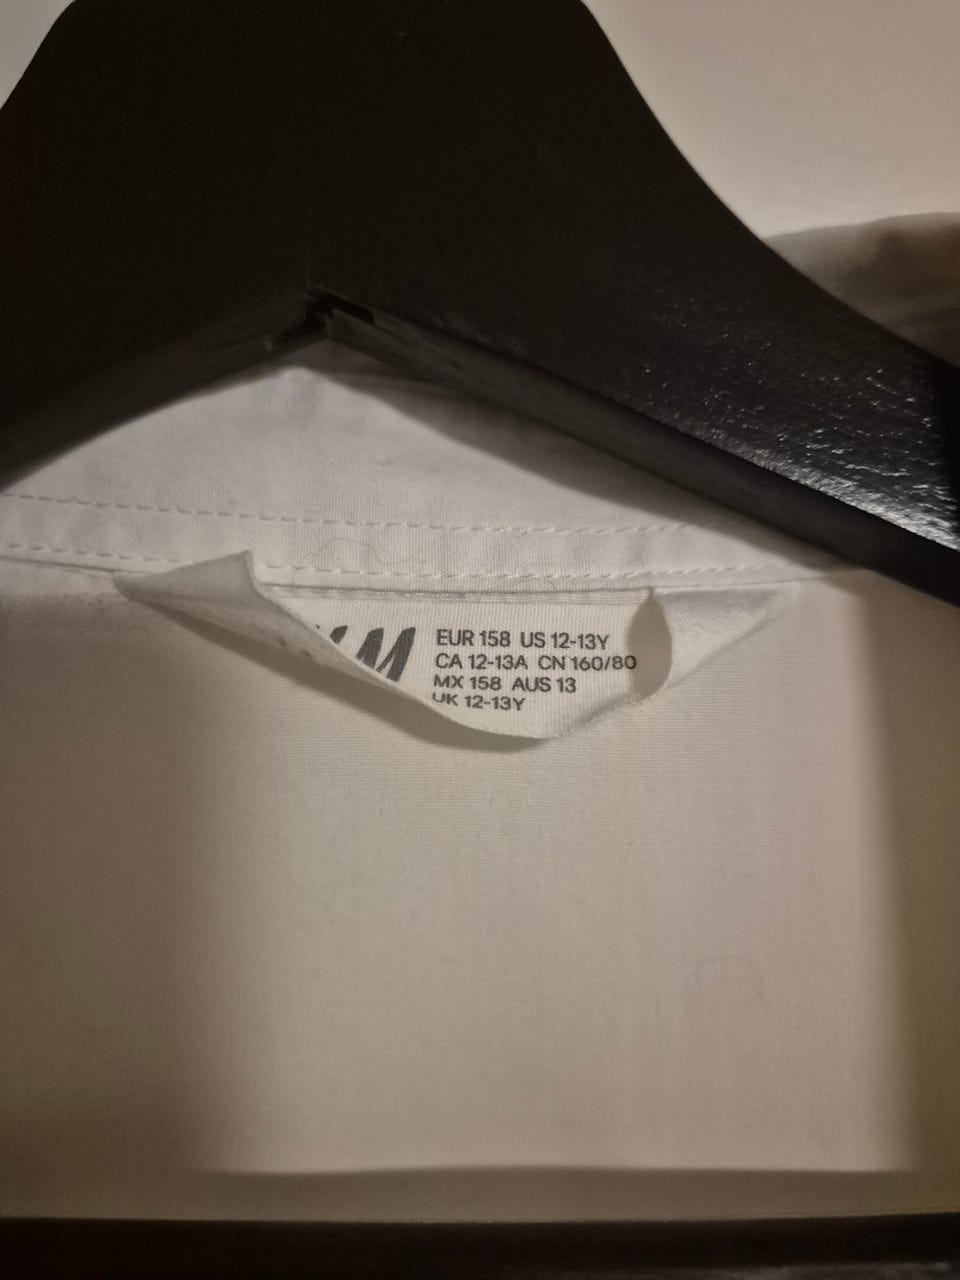 M
EUR 158 US 12-13Y
CA 12-13A CN 160/80
MX 158 AUS 13
UK 12-13Y